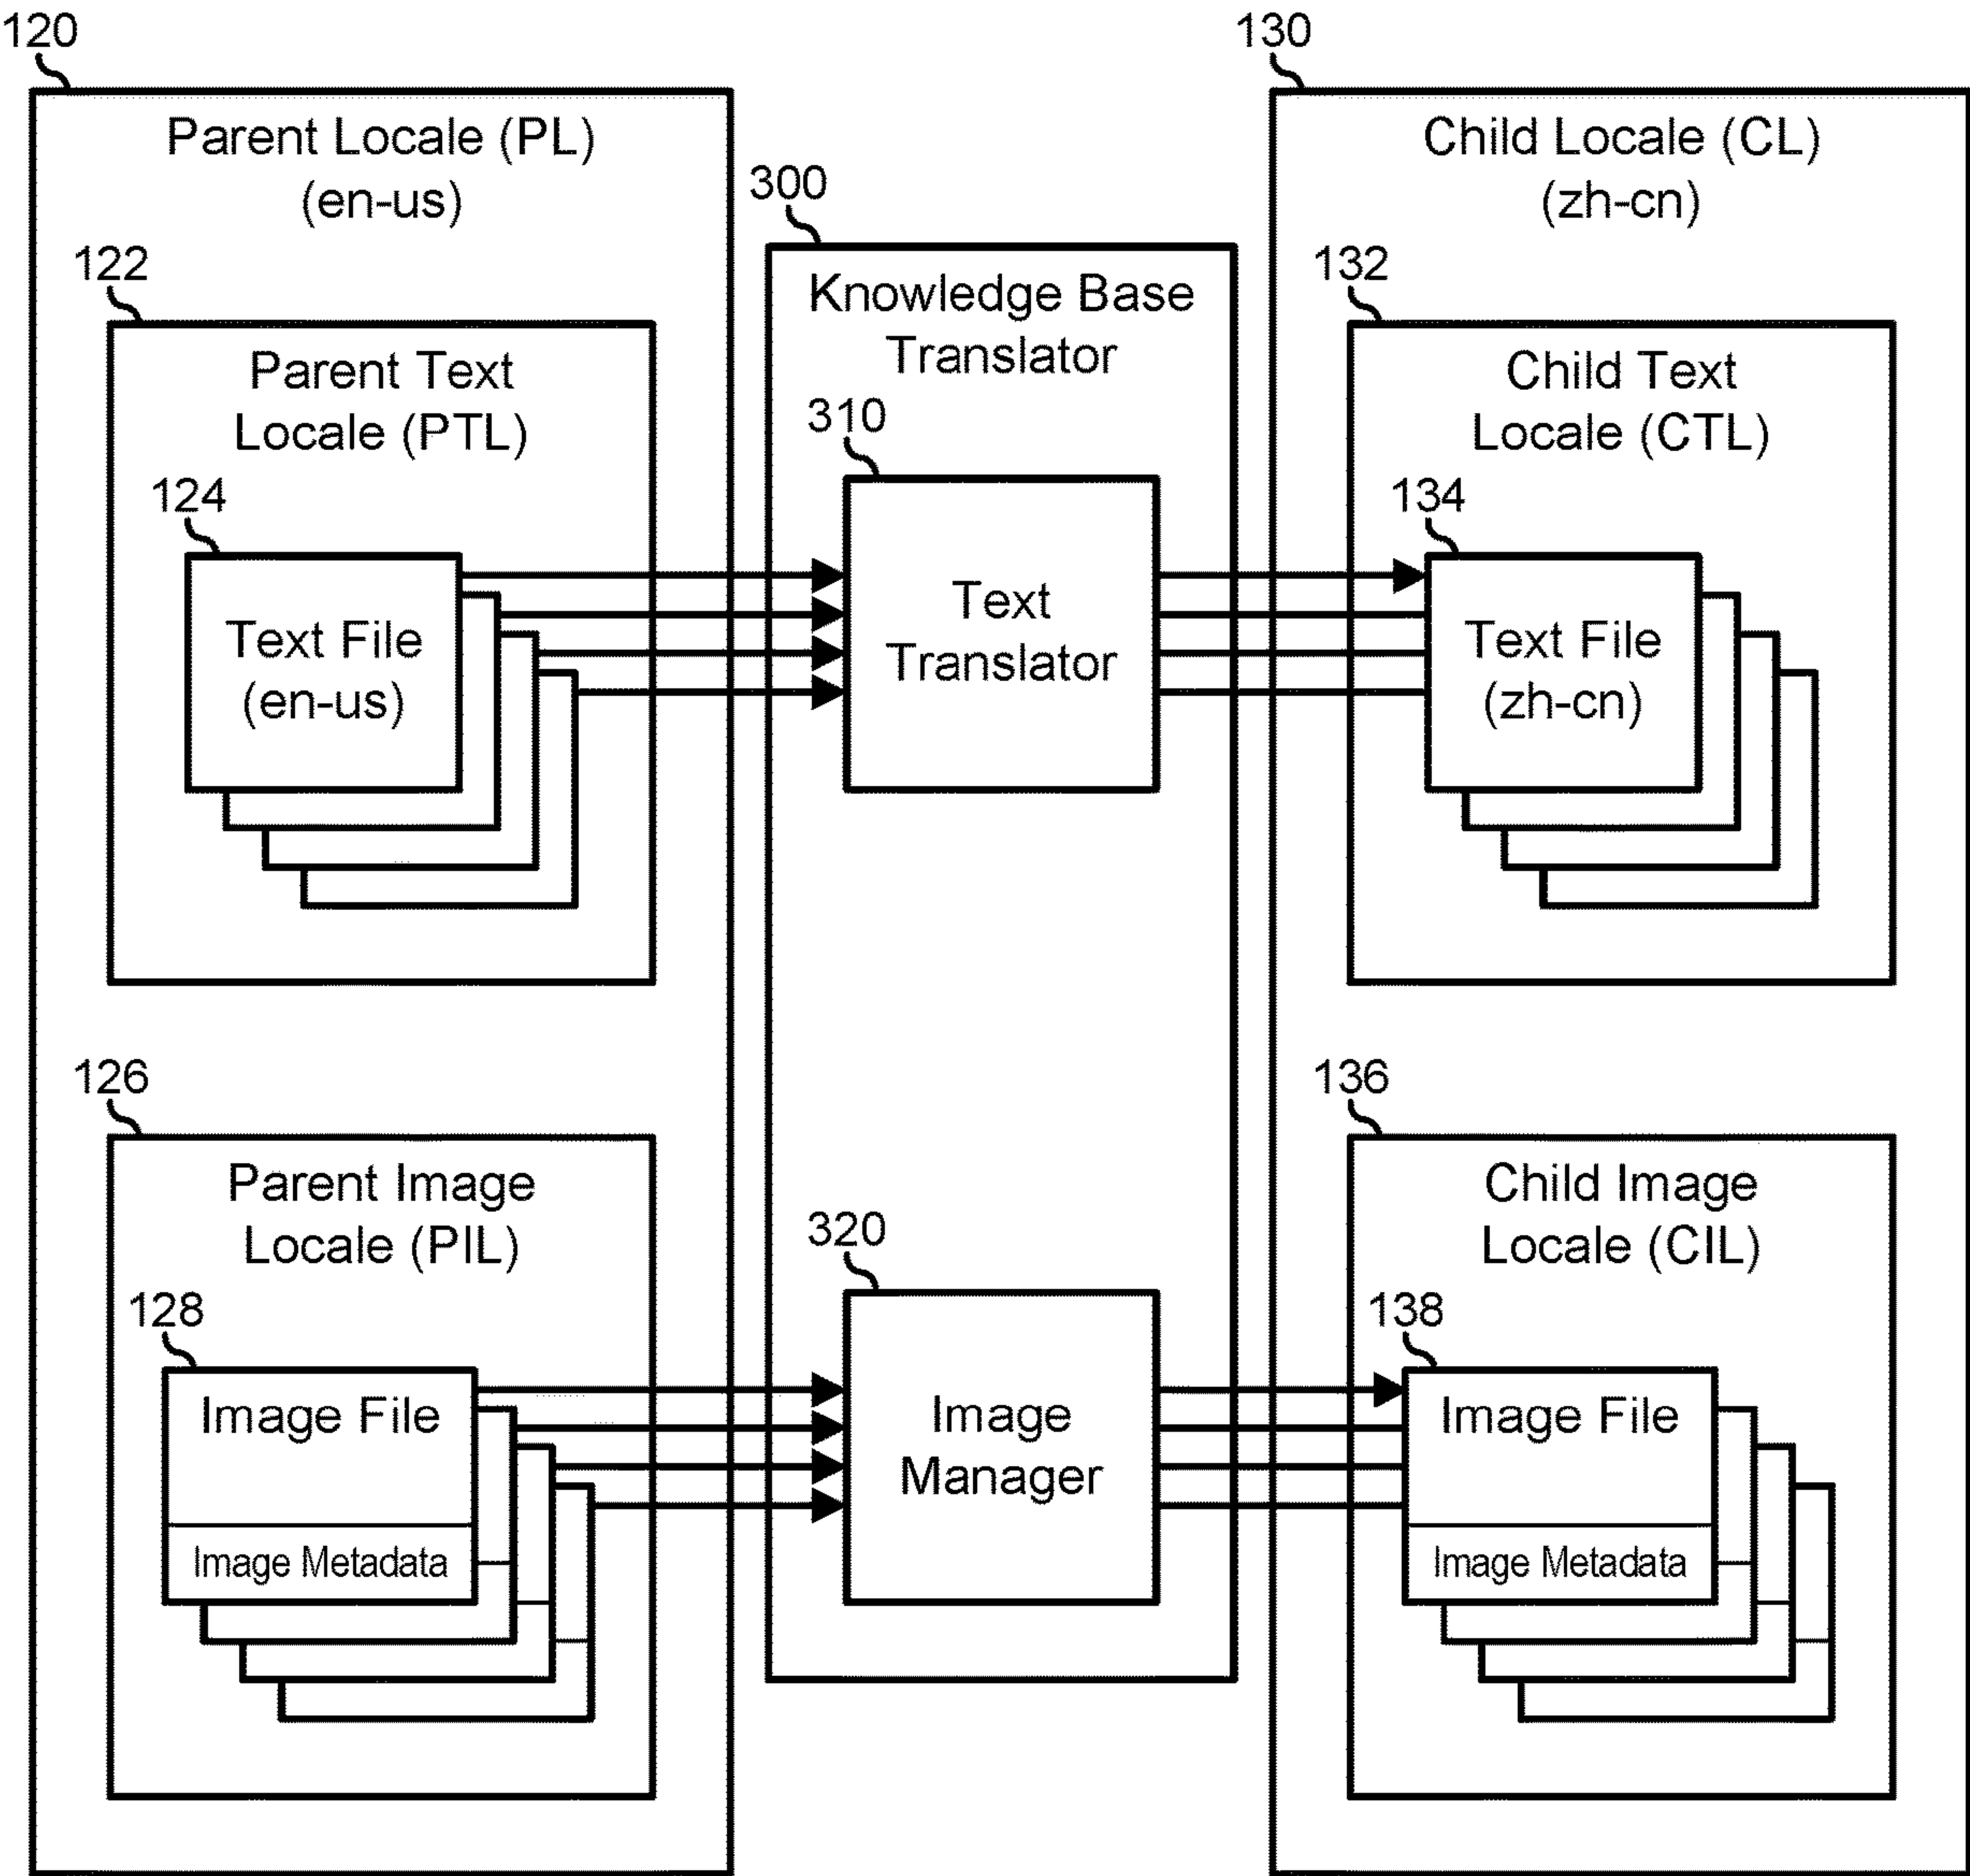 120
Parent Locale (PL)
(en-us)
122
Parent Text
Locale (PTL)
124
Text File
(en-us)
126
Parent Image
Locale (PIL)
128
Image File
Image Metadata
300
Knowledge Base
Translator
310
Text
Translator
320
Image
Manager
130
Child Locale (CL)
(zh-cn)
132
Child Text
Locale (CTL)
134
Text File
(zh-cn)
136
Child Image
Locale (CIL)
138
Image File
Image Metadata